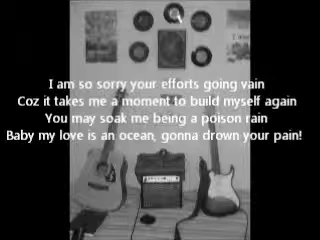 I am so sorry your efforts going vain
Coz it takes me a moment to build myself again
You may soak me being a poison rain
Baby my love is an ocean, gonna drown your pain!